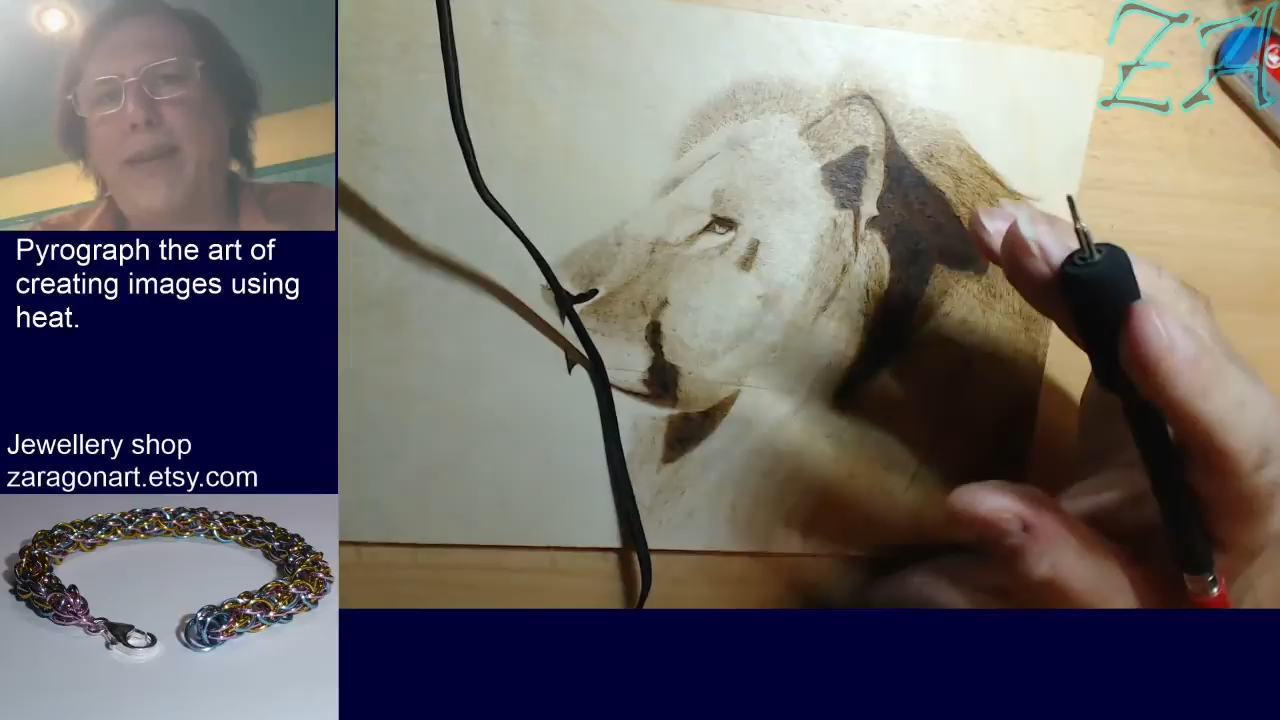 ZA
Pyrograph the art of
creating images using
heat.
Jewellery shop
zaragonart.etsy.com